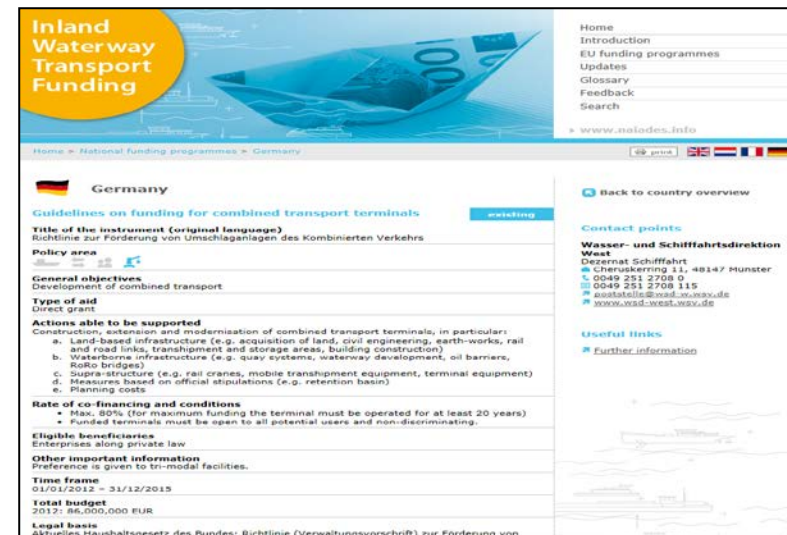 Inland
Waterway
Transport
Funding
Home
Introduction
EU funding programmes
Updates
Glossary
Feedback
Search
» www.naiades.info
Home » National funding programmes » Germany
print
Germany
Guidelines on funding for combined transport terminals
existing
Title of the instrument (original language)
Richtlinie zur Förderung von Umschlaganlagen des Kombinierten Verkehrs
Policy area
General objectives
Development of combined transport
Type of aid
Direct grant
Actions able to be supported
Construction, extension and modernisation of combined transport terminals, in particular:
a. Land-based infrastructure (e.g. acquisition of land, civil engineering, earth-works, rail
and road links, transhipment and storage areas, building construction)
b. Waterborne infrastructure (e.g. quay systems, waterway development, oil barriers,
RoRo bridges)
c. Supra-structure (e.g. rail cranes, mobile transhipment equipment, terminal equipment)
d. Measures based on official stipulations (e.g. retention basin)
e. Planning costs
Rate of co-financing and conditions
• Max. 80% (for maximum funding the terminal must be operated for at least 20 years)
• Funded terminals must be open to all potential users and non-discriminating.
Eligible beneficiaries
Enterprises along private law
Other important information
Preference is given to tri-modal facilities.
Time frame
01/01/2012 – 31/12/2015
Total budget
2012: 86,000,000 EUR
Legal basis
Aktuelles Haushaltsgesetz des Bundes; Richtlinie (Verwaltungsvorschrift) zur Förderung von
Back to country overview
Contact points
Wasser- und Schifffahrtsdirektion
West
Dezernat Schifffahrt
Cheruskerring 11, 48147 Münster
0049 251 2708 0
0049 251 2708 115
poststelle@wsd-w.wsv.de
www.wsd-west.wsv.de
Useful links
Further information